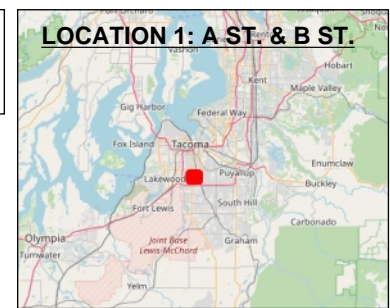 LOCATION 1: A ST. & B ST.
Vashon
Kent
Hobart
Maple Valley
Gig Harbor
Federal Way
Fox Island
Tacoma
Enumclaw
Lakewood
Puyallup
Buckley
Fort Lewis
South Hill
Carbonado
Olympia
Joint Base
Lewis-McChord
Graham
Tumwater
Yelm